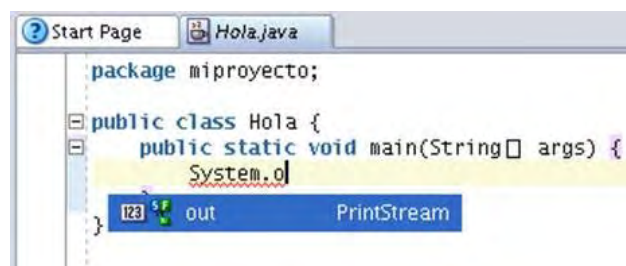 Start Page Hola.java
package miproyecto;
public class Hola {
public static void main(String[] args) {
System.o
123 SF out PrintStream
}